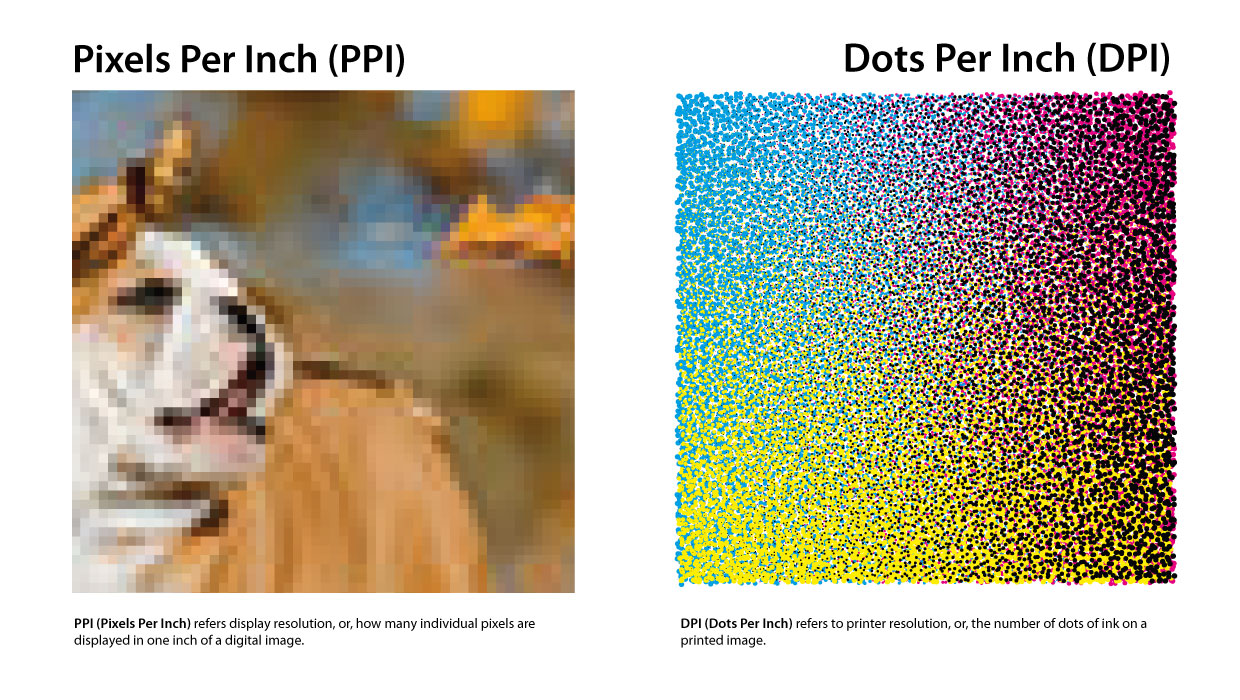 Pixels Per Inch (PPI)
Dots Per Inch (DPI)
PPI (Pixels Per Inch) refers display resolution, or, how many individual pixels are
displayed in one inch of a digital image.
DPI (Dots Per Inch) refers to printer resolution, or, the number of dots of ink on a
printed image.